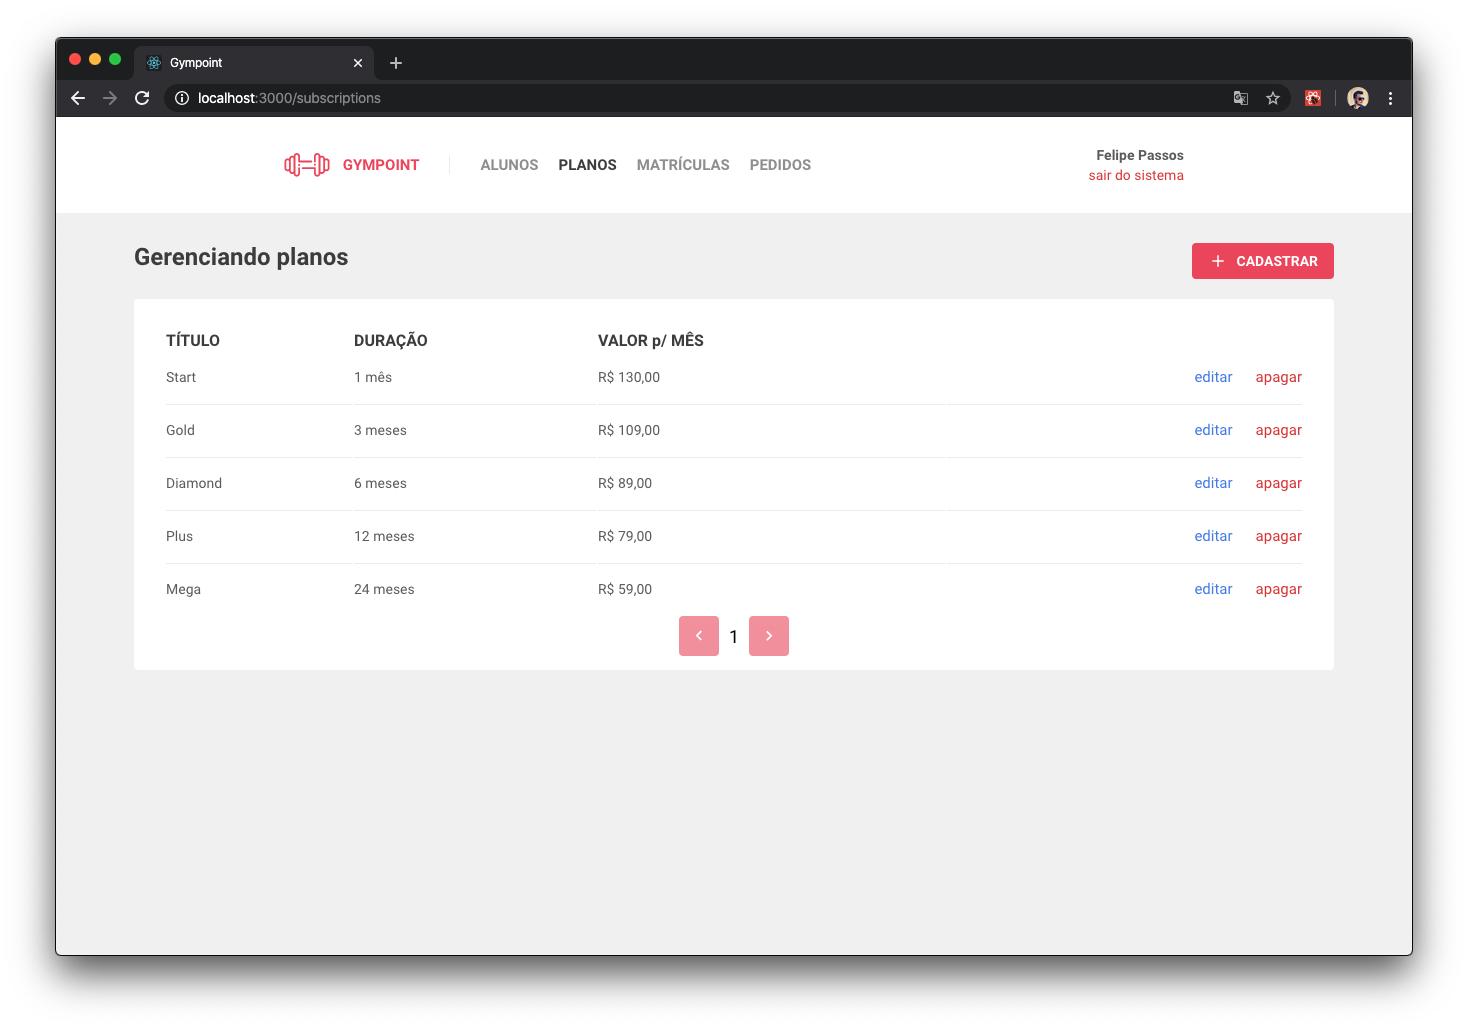 Gympoint
localhost:3000/subscriptions
GYMPOINT ALUNOS PLANOS MATRÍCULAS PEDIDOS
Felipe Passos
sair do sistema
Gerenciando planos
CADASTRAR
TÍTULO DURAÇÃO VALOR p/ MÊS
Start 1 mês R$ 130,00 editar apagar
Gold 3 meses R$ 109,00 editar apagar
Diamond 6 meses R$ 89,00 editar apagar
Plus 12 meses R$ 79,00 editar apagar
Mega 24 meses R$ 59,00 editar apagar
1